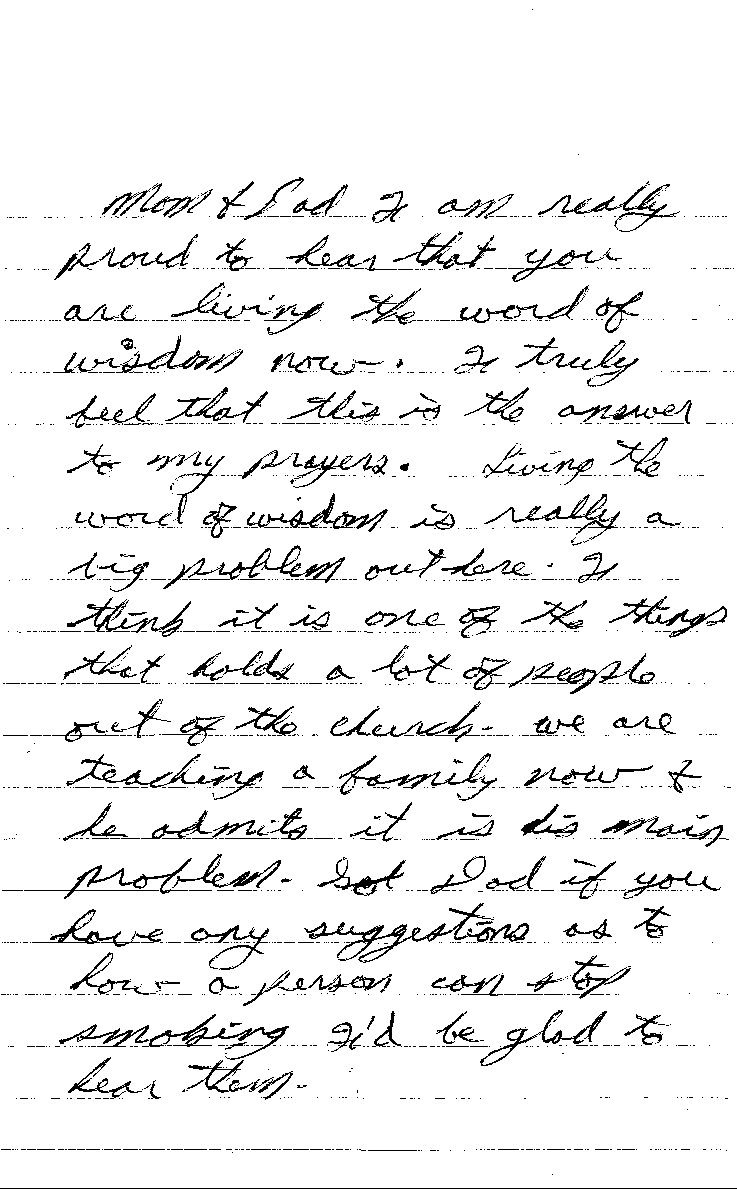 Mom & Dad I am really
proud to hear that you
are living the word of
wisdom now. I truly
feel that this is the answer
to my prayers. Living the
word of wisdom is really a
big problem out here. I
think it is one of the things
that holds a lot of people
out of the church. we are
teaching a family now &
he admits it is his main
problem. Dad if you
have any suggestions as to
how a person can stop
smoking I'd be glad to
hear them.